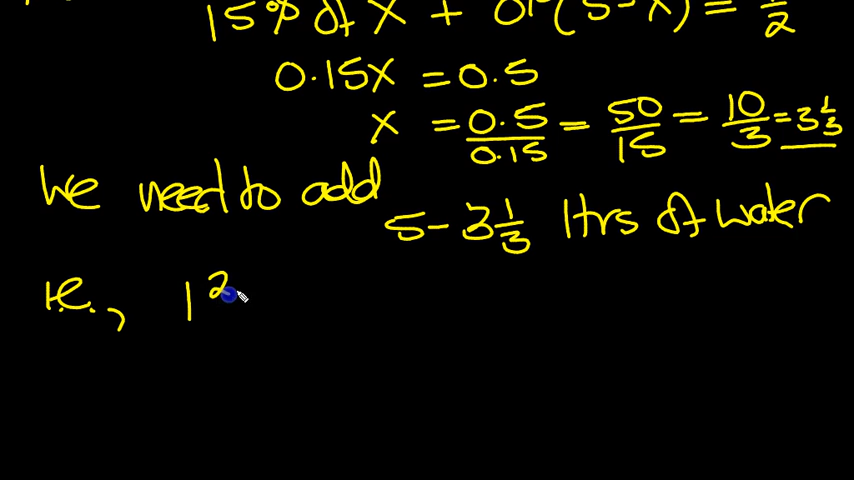 15% of x + 0% (5-x) = 1/2
0.15x = 0.5
x = 0.5/0.15 = 50/15 = 10/3 = 3 1/3
We need to add
5 - 3 1/3 ltrs of water
i.e., 1 2